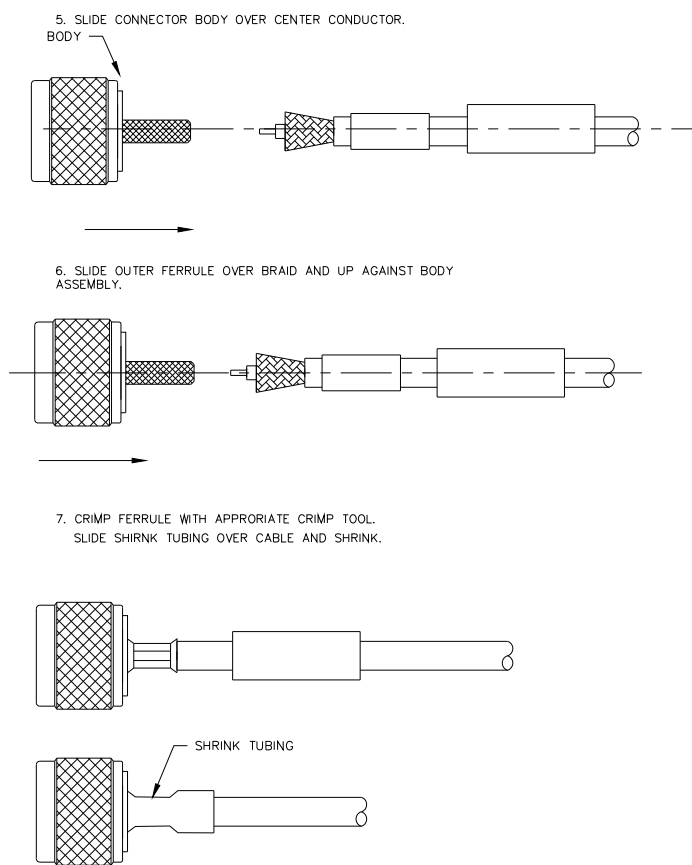 5. SLIDE CONNECTOR BODY OVER CENTER CONDUCTOR.
BODY
6. SLIDE OUTER FERRULE OVER BRAID AND UP AGAINST BODY
ASSEMBLY.
7. CRIMP FERRULE WITH APPRORIATE CRIMP TOOL.
SLIDE SHIRNK TUBING OVER CABLE AND SHRINK.
SHRINK TUBING